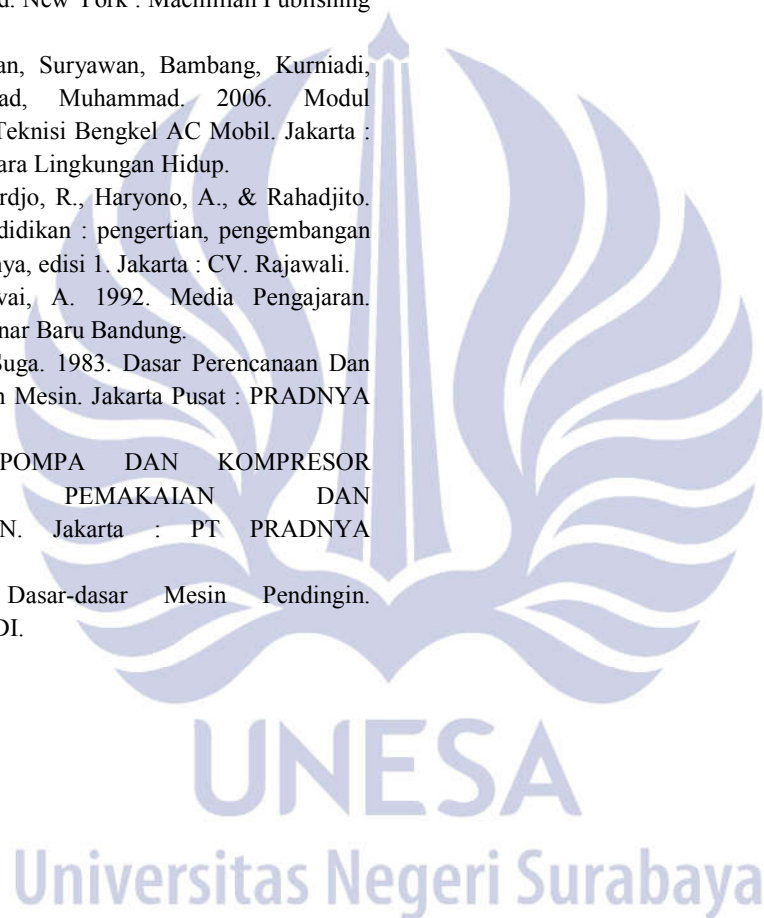 d. New York : Macmillan Publishing
an, Suryawan, Bambang, Kurniadi,
ad, Muhammad. 2006. Modul
Teknisi Bengkel AC Mobil. Jakarta :
ara Lingkungan Hidup.
rdjo, R., Haryono, A., & Rahadjito.
didikan : pengertian, pengembangan
nya, edisi 1. Jakarta : CV. Rajawali.
vai, A. 1992. Media Pengajaran.
nar Baru Bandung.
Suga. 1983. Dasar Perencanaan Dan
n Mesin. Jakarta Pusat : PRADNYA
POMPA DAN KOMPRESOR
PEMAKAIAN DAN
N. Jakarta : PT PRADNYA
Dasar-dasar Mesin Pendingin.
DI.
UNESA
Universitas Negeri Surabaya